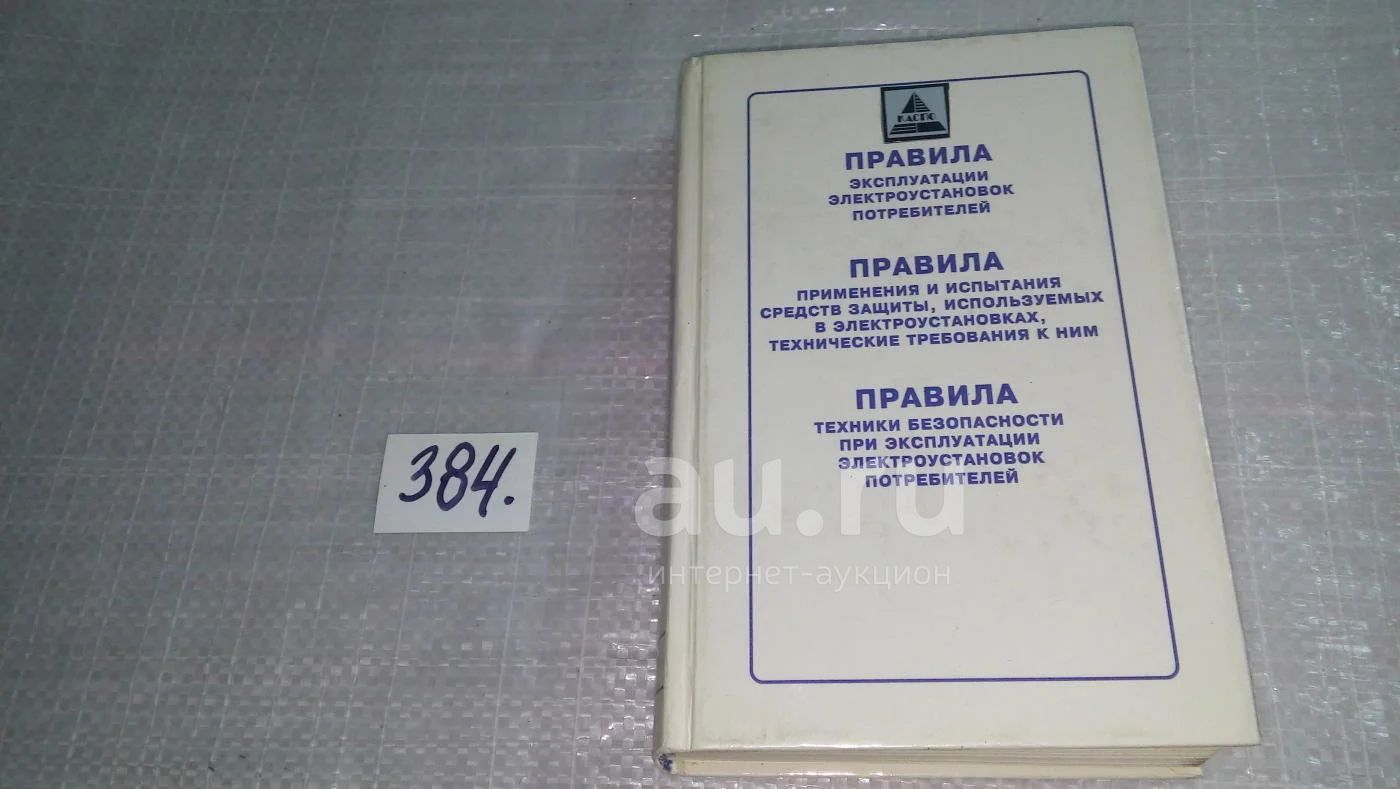 КАСПО
ПРАВИЛА
ЭКСПЛУАТАЦИИ
ЭЛЕКТРОУСТАНОВОК
ПОТРЕБИТЕЛЕЙ
ПРАВИЛА
ПРИМЕНЕНИЯ И ИСПЫТАНИЯ
СРЕДСТВ ЗАЩИТЫ, ИСПОЛЬЗУЕМЫХ
В ЭЛЕКТРОУСТАНОВКАХ,
ТЕХНИЧЕСКИЕ ТРЕБОВАНИЯ К НИМ
ПРАВИЛА
ТЕХНИКИ БЕЗОПАСНОСТИ
ПРИ ЭКСПЛУАТАЦИИ
ЭЛЕКТРОУСТАНОВОК
ПОТРЕБИТЕЛЕЙ
384.
au.ru
интернет-аукцион